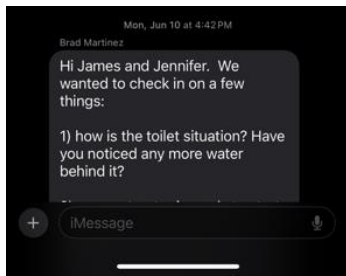 Mon, Jun 10 at 4:42 PM
Brad Martinez
Hi James and Jennifer.  We
wanted to check in on a few
things:
1) how is the toilet situation? Have
you noticed any more water
behind it?
iMessage